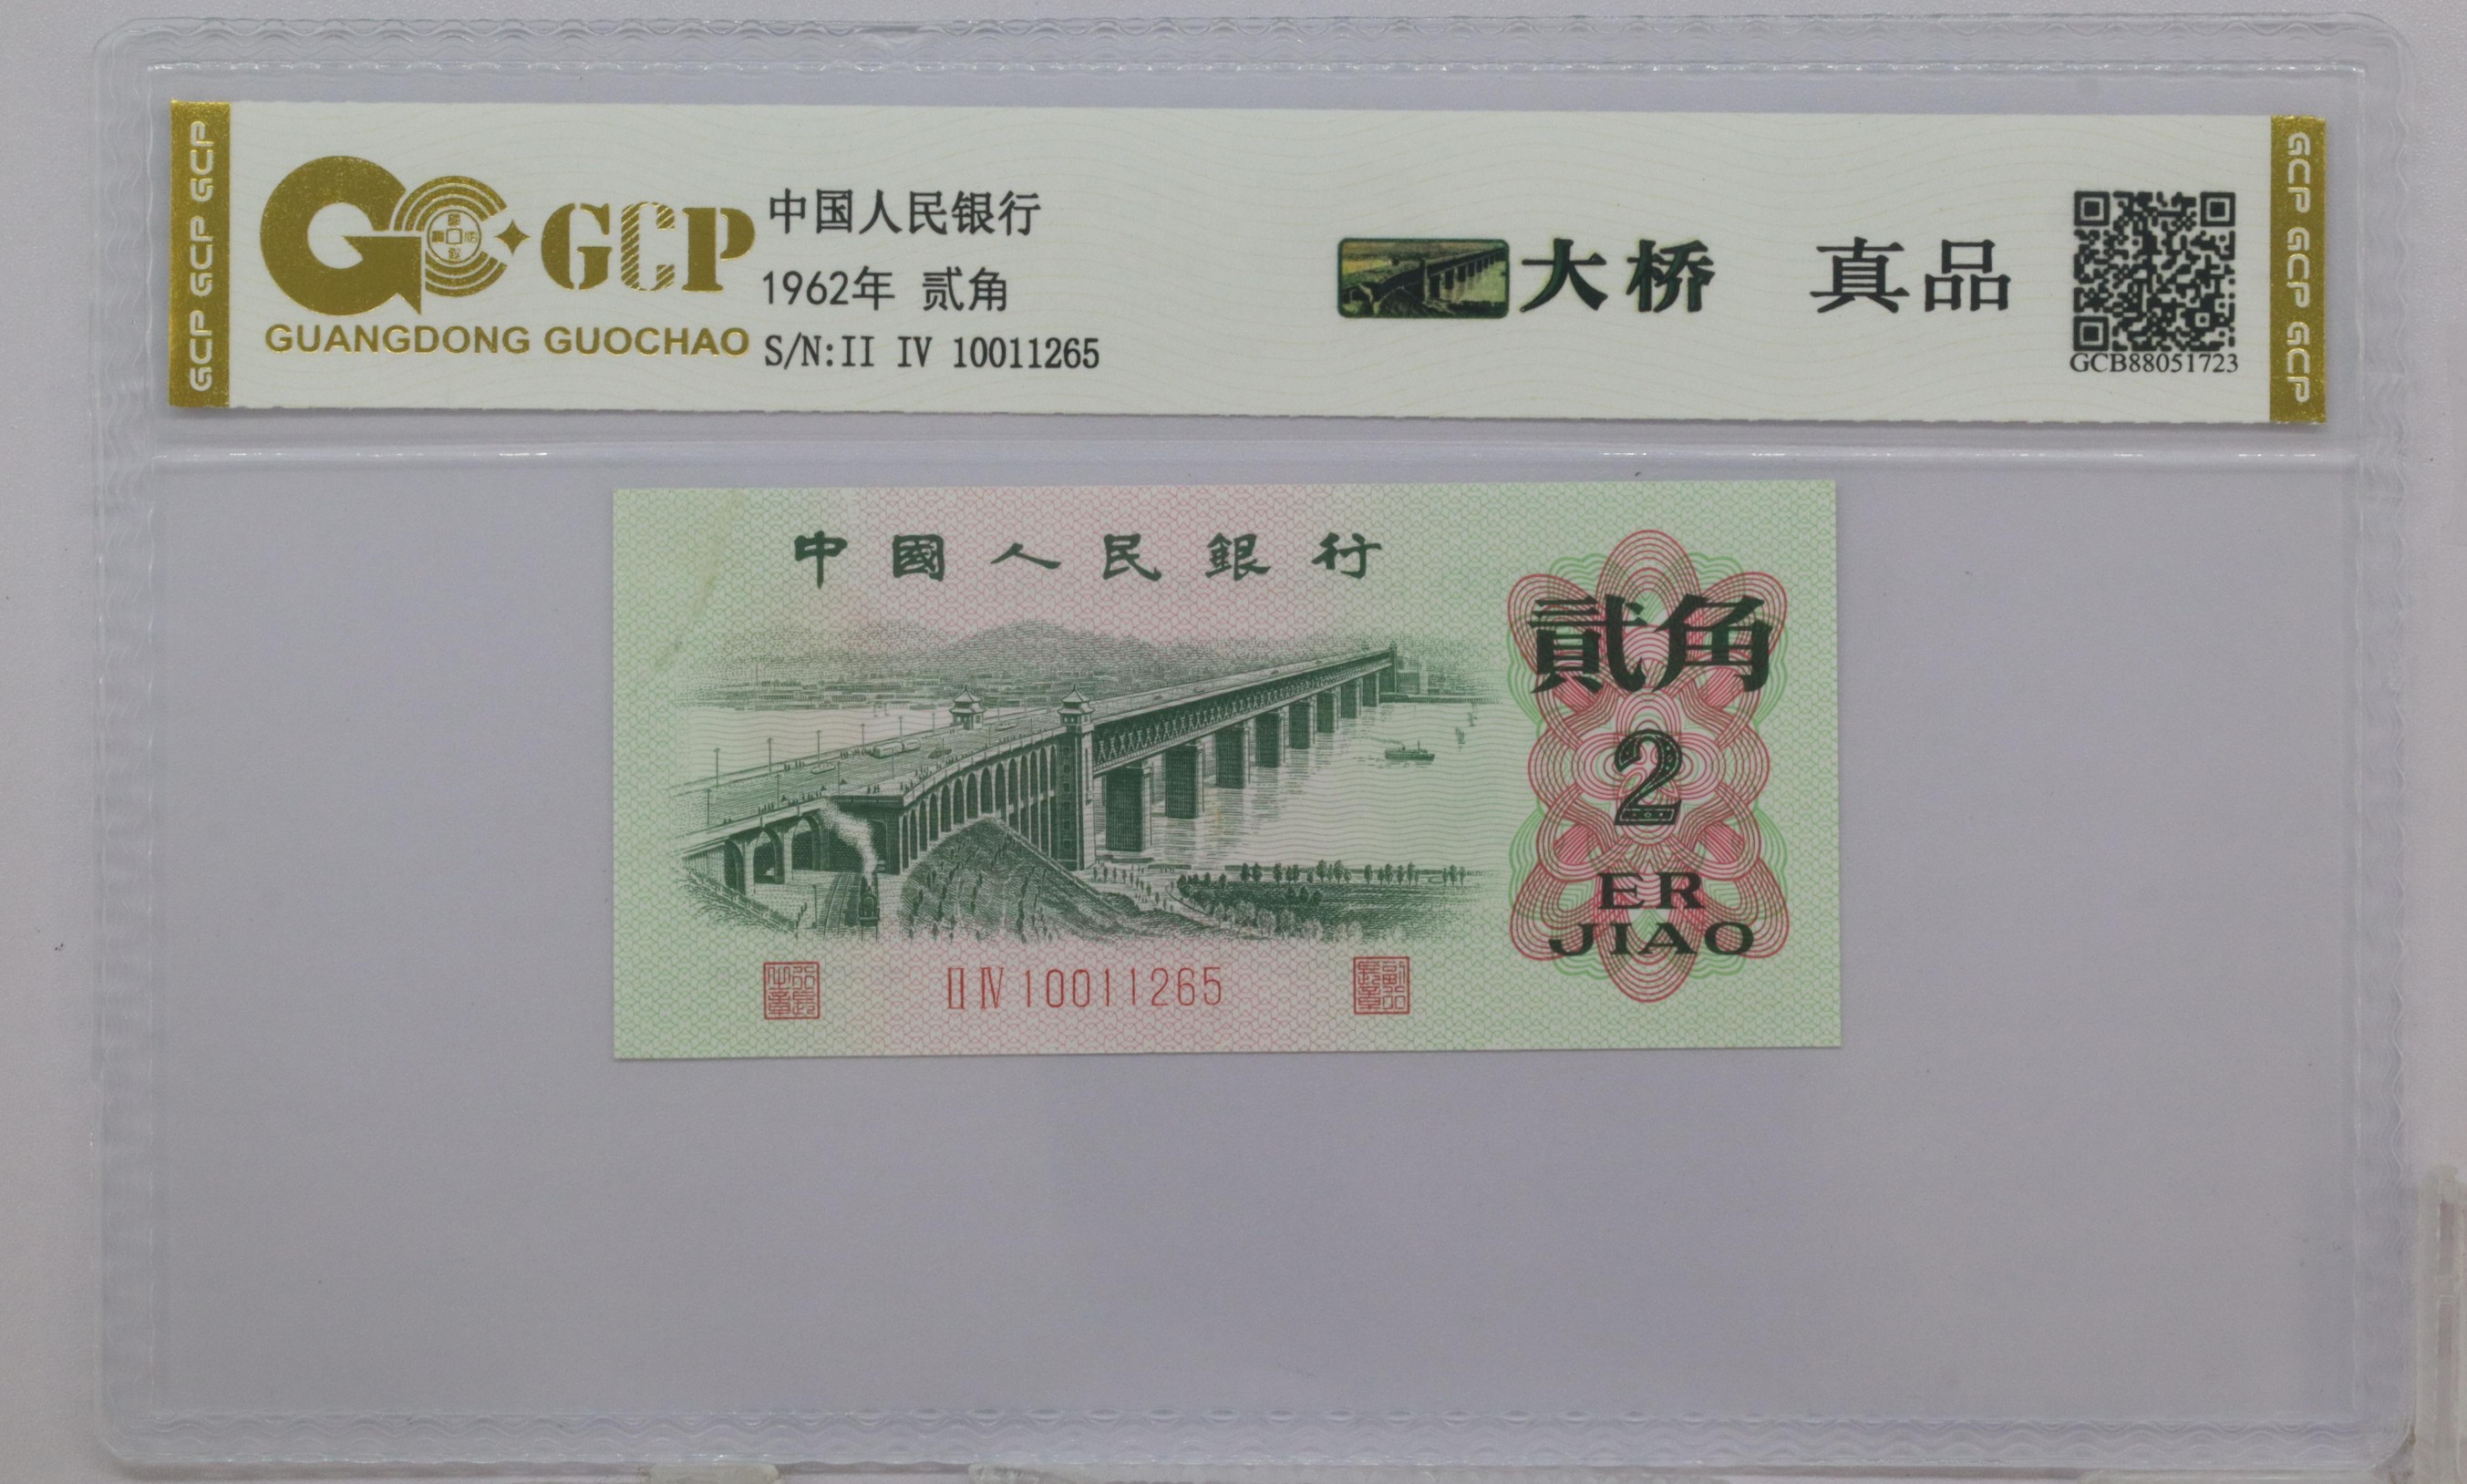 GCP GCP GCP
GCP
GUANGDONG GUOCHAO
中国人民银行
1962年 贰角
S/N:II IV 10011265
大桥 真品
GCB88051723
GCP GCP GCP
中國人民銀行
貳角
2
ER
JIAO
II IV 10011265